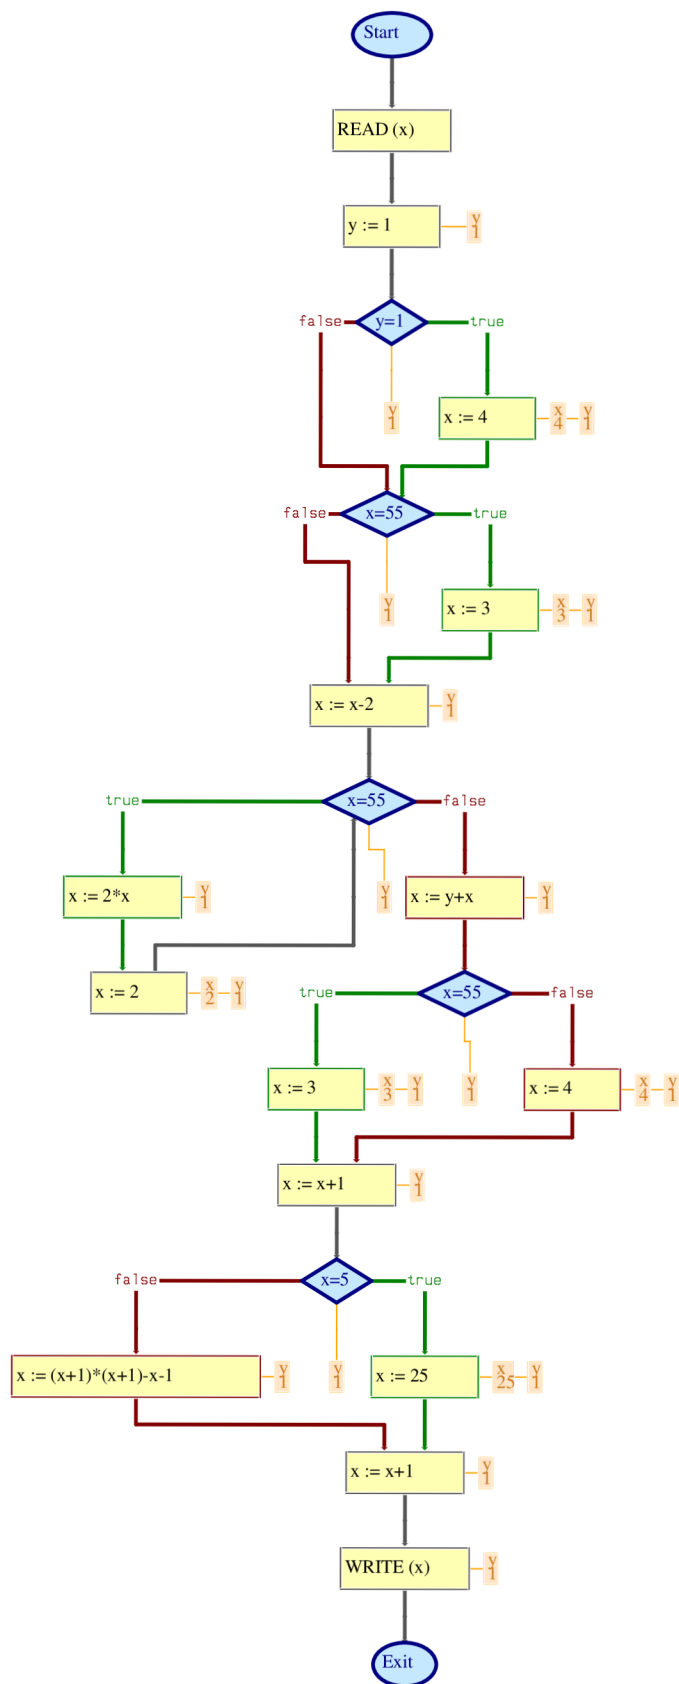 Start
READ (x)
y := 1
y
1
false
y=1
true
y
1
x := 4
x
4
y
1
false
x=55
true
y
1
x := 3
x
3
y
1
x := x-2
y
1
true
x=55
false
x := 2*x
y
1
y
1
x := y+x
y
1
x := 2
x
2
y
1
true
x=55
false
x := 3
x
3
y
1
y
1
x := 4
x
4
y
1
x := x+1
y
1
false
x=5
true
x := (x+1)*(x+1)-x-1
y
1
y
1
x := 25
x
25
y
1
x := x+1
y
1
WRITE (x)
y
1
Exit